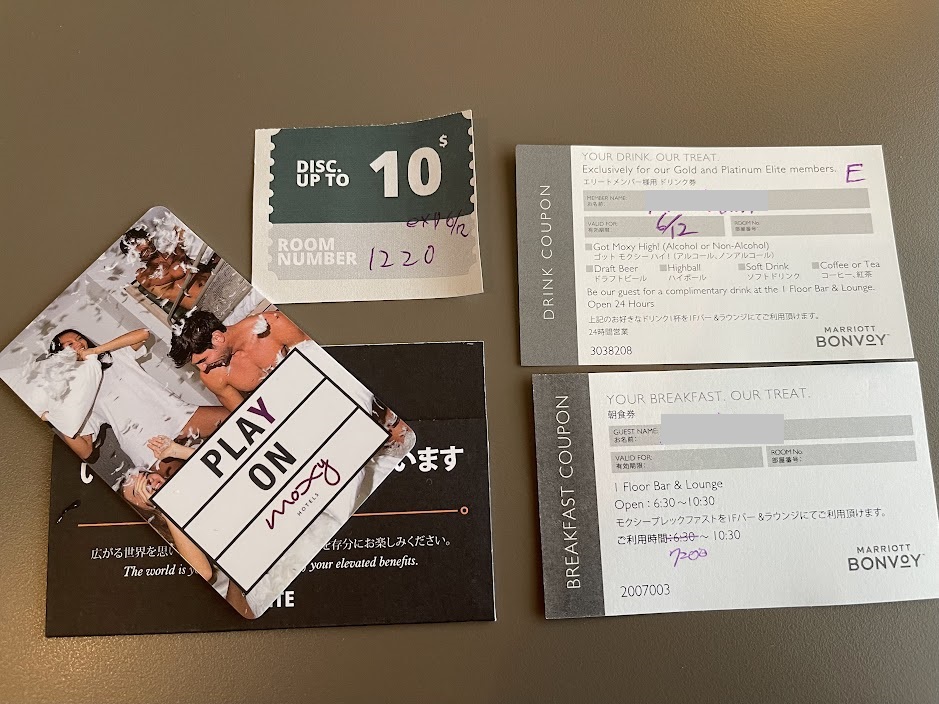 DISC.
UP TO 10$
exp 6/12
ROOM
NUMBER 1220
PLAY
ON
moxy
HOTELS
います
広がる世界を思い を存分にお楽しみください。
The world is y of your elevated benefits.
ITE
DRINK COUPON
YOUR DRINK. OUR TREAT.
Exclusively for our Gold and Platinum Elite members. E
エリートメンバー様用 ドリンク券
MEMBER NAME:
お名前:
VALID FOR: 6/12 ROOM No.
有効期限: 部屋番号:
Got Moxy High! (Alcohol or Non-Alcohol)
ゴット モクシー ハイ! (アルコール, ノンアルコール)
Draft Beer Highball Soft Drink Coffee or Tea
ドラフトビール ハイボール ソフトドリンク コーヒー, 紅茶
Be our guest for a complimentary drink at the 1 Floor Bar & Lounge.
Open 24 Hours
上記のお好きなドリンク1杯を1Fバー &ラウンジにてご利用頂けます。
24時間営業
3038208
MARRIOTT
BONVOY
BREAKFAST COUPON
YOUR BREAKFAST. OUR TREAT.
朝食券
GUEST NAME:
お名前:
VALID FOR: ROOM No.
有効期限: 部屋番号:
1 Floor Bar & Lounge
Open : 6:30 ～10:30
モクシーブレックファストを1Fバー &ラウンジにてご利用頂けます。
ご利用時間:6:30 ～ 10:30
7:00
2007003
MARRIOTT
BONVOY